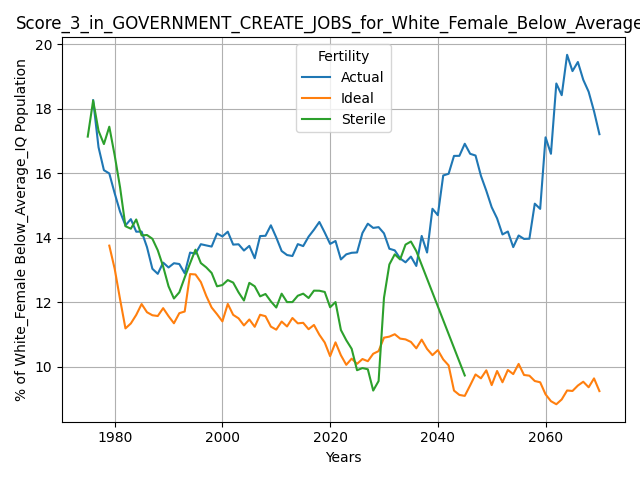 Score_3_in_GOVERNMENT_CREATE_JOBS_for_White_Female_Below_Average
% of White_Female Below_Average_IQ Population
20
18
16
14
12
10
Fertility
Actual
Ideal
Sterile
1980 2000 2020 2040 2060
Years